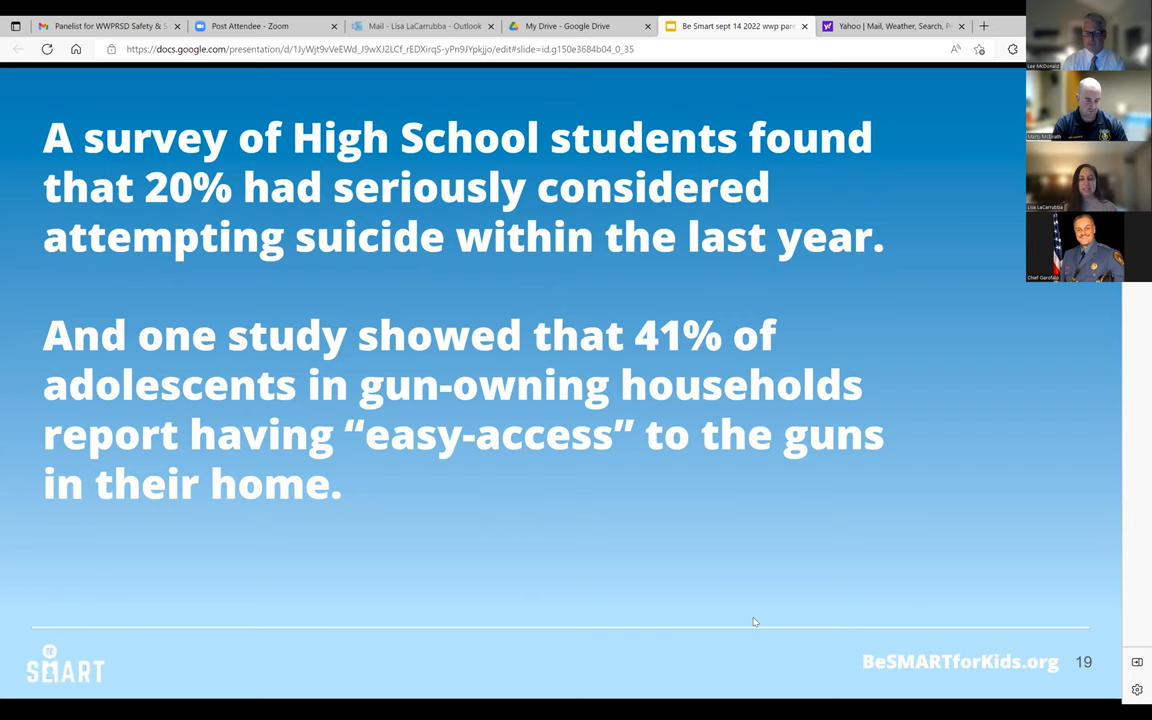 Panelist for WWPRSD Safety & S
Post Attendee - Zoom
Mail - Lisa LaCarrubba - Outlook
My Drive - Google Drive
Be Smart sept 14 2022 wwp pare
Yahoo | Mail, Weather, Search, Po
https://docs.google.com/presentation/d/1JyWjt9vVeEWd_J9wXJ2LCf_rEDXirqS-yPn9JYpkjjo/edit#slide=id.g150e3684b04_0_35
Lee McDonald
Lisa LaCarrubba
Chief Garofalo
A survey of High School students found
that 20% had seriously considered
attempting suicide within the last year.
And one study showed that 41% of
adolescents in gun-owning households
report having “easy-access” to the guns
in their home.
BE
SMART
BeSMARTforKids.org
19